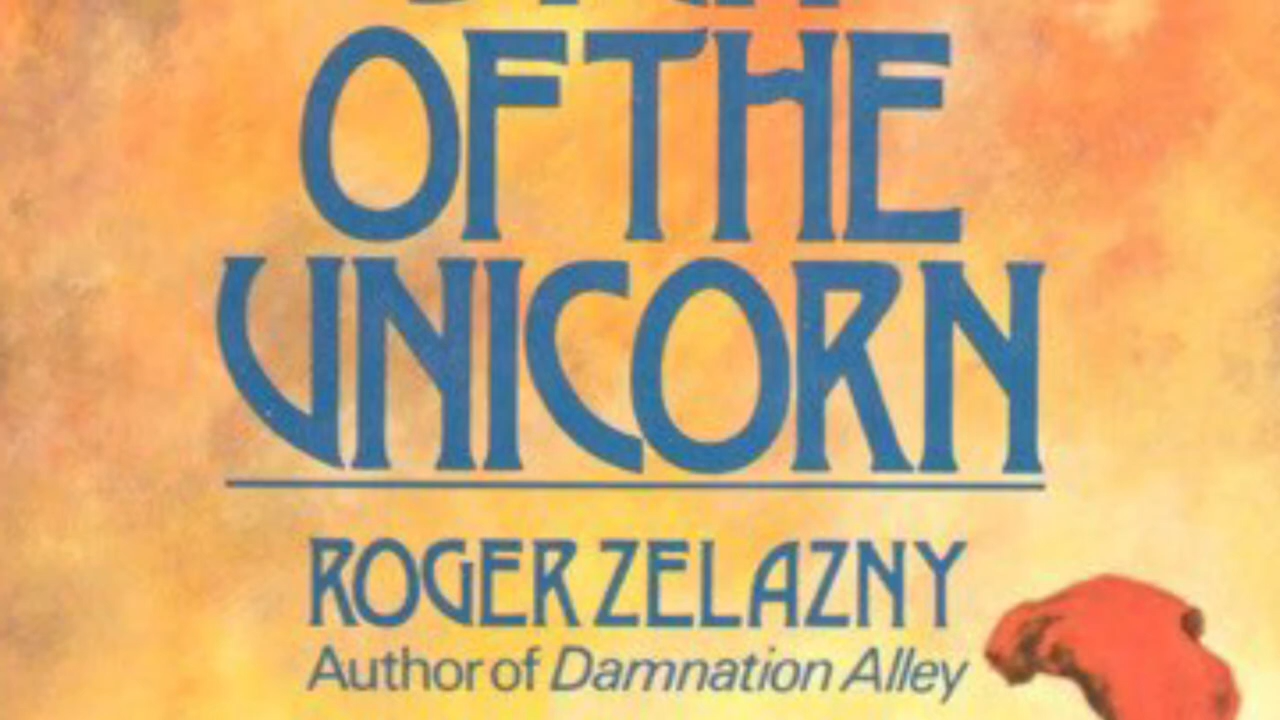 OF THE
UNICORN
ROGER ZELAZNY
Author of Damnation Alley